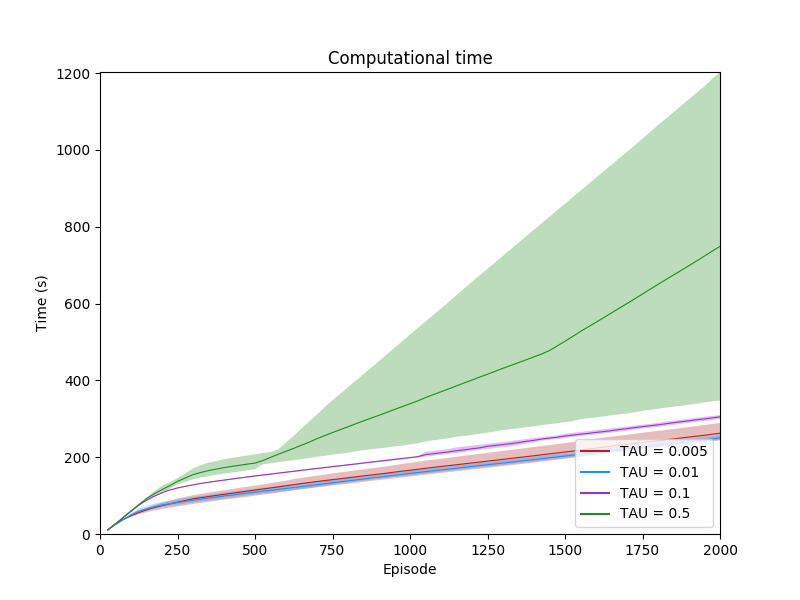 Computational time
1200
1000
800
600
400
200
0
Time (s)
0 250 500 750 1000 1250 1500 1750 2000
Episode
TAU = 0.005
TAU = 0.01
TAU = 0.1
TAU = 0.5